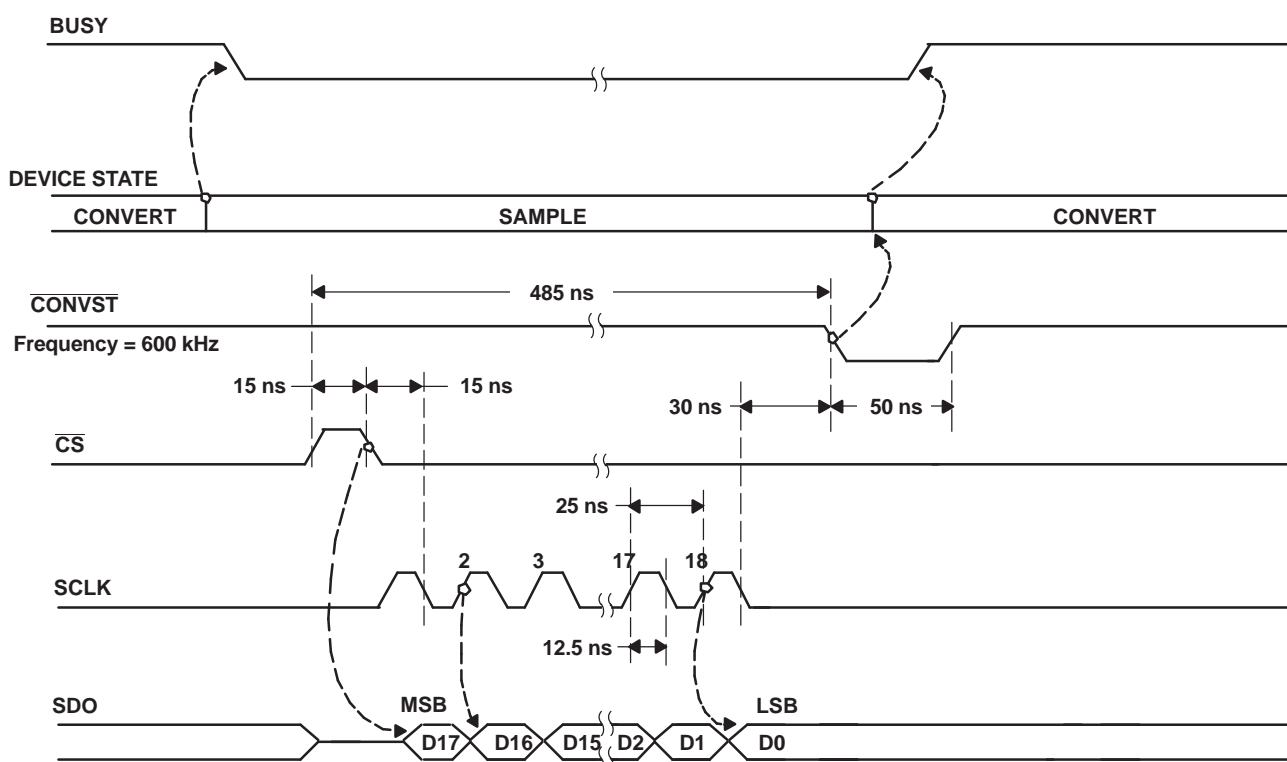 BUSY
DEVICE STATE
CONVERT SAMPLE CONVERT
485 ns
CONVST
Frequency = 600 kHz
15 ns 15 ns
30 ns 50 ns
CS
25 ns
2 3 17 18
SCLK
12.5 ns
SDO MSB LSB
D17 D16 D15 D2 D1 D0